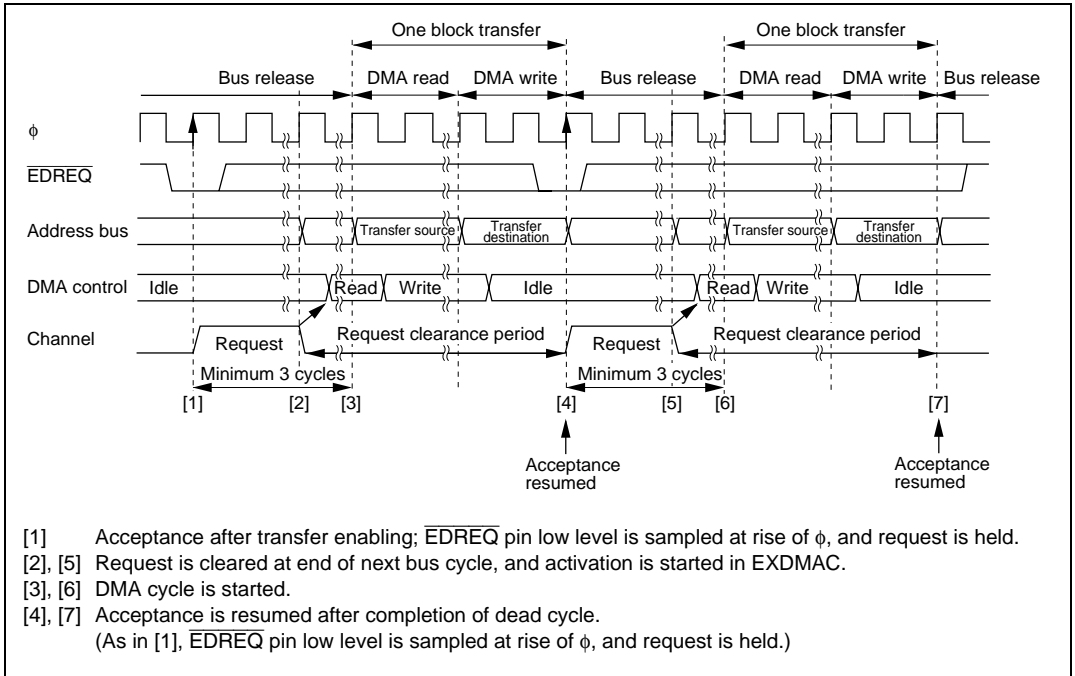 One block transfer One block transfer
Bus release DMA read DMA write Bus release DMA read DMA write Bus release
φ
EDREQ
Address bus Transfer source Transfer destination Transfer source Transfer destination
DMA control Idle Read Write Idle Read Write Idle
Channel Request Request clearance period Request Request clearance period
Minimum 3 cycles Minimum 3 cycles
[1] [2] [3] [4] [5] [6] [7]
Acceptance resumed Acceptance resumed
[1] Acceptance after transfer enabling; EDREQ pin low level is sampled at rise of φ, and request is held.
[2], [5] Request is cleared at end of next bus cycle, and activation is started in EXDMAC.
[3], [6] DMA cycle is started.
[4], [7] Acceptance is resumed after completion of dead cycle.
(As in [1], EDREQ pin low level is sampled at rise of φ, and request is held.)